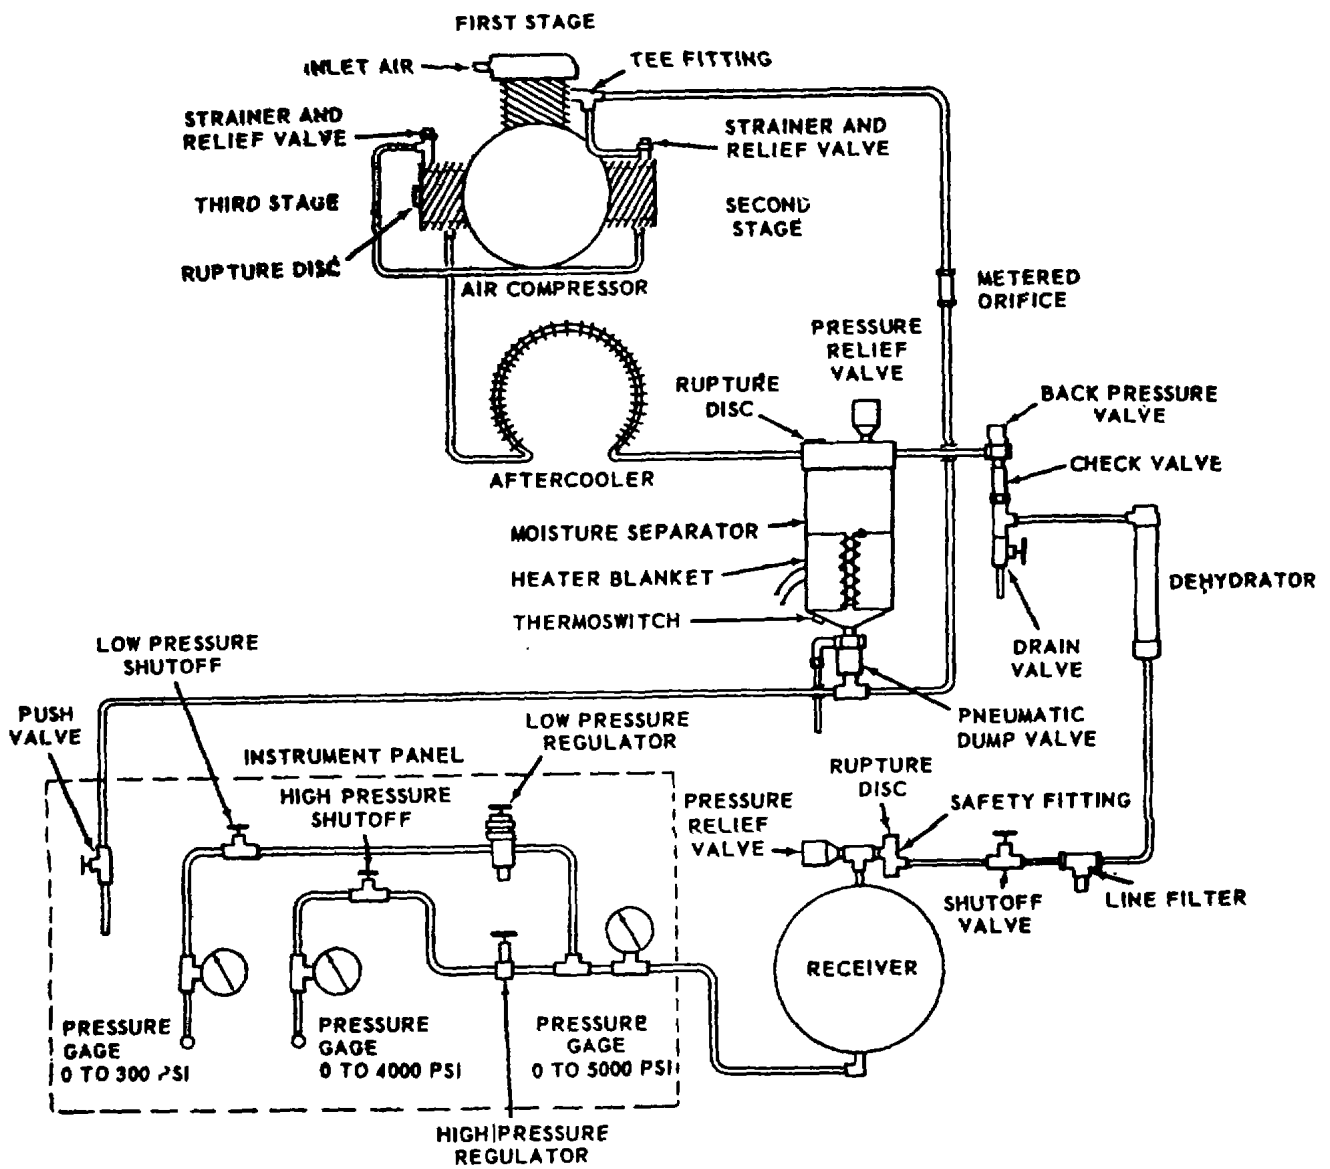 FIRST STAGE
INLET AIR
TEE FITTING
STRAINER AND
RELIEF VALVE
STRAINER AND
RELIEF VALVE
THIRD STAGE
SECOND
STAGE
RUPTURE DISC
AIR COMPRESSOR
METERED
ORIFICE
PRESSURE
RELIEF
VALVE
RUPTURE
DISC
BACK PRESSURE
VALVE
CHECK VALVE
AFTERCOOLER
MOISTURE SEPARATOR
HEATER BLANKET
DEHYDRATOR
THERMOSWITCH
LOW PRESSURE
SHUTOFF
DRAIN
VALVE
PUSH
VALVE
LOW PRESSURE
REGULATOR
PNEUMATIC
DUMP VALVE
INSTRUMENT PANEL
RUPTURE
DISC
HIGH PRESSURE
SHUTOFF
PRESSURE
RELIEF
VALVE
SAFETY FITTING
SHUTOFF
VALVE
LINE FILTER
RECEIVER
PRESSURE
GAGE
0 TO 300 PSI
PRESSURE
GAGE
0 TO 4000 PSI
PRESSURE
GAGE
0 TO 5000 PSI
HIGH PRESSURE
REGULATOR